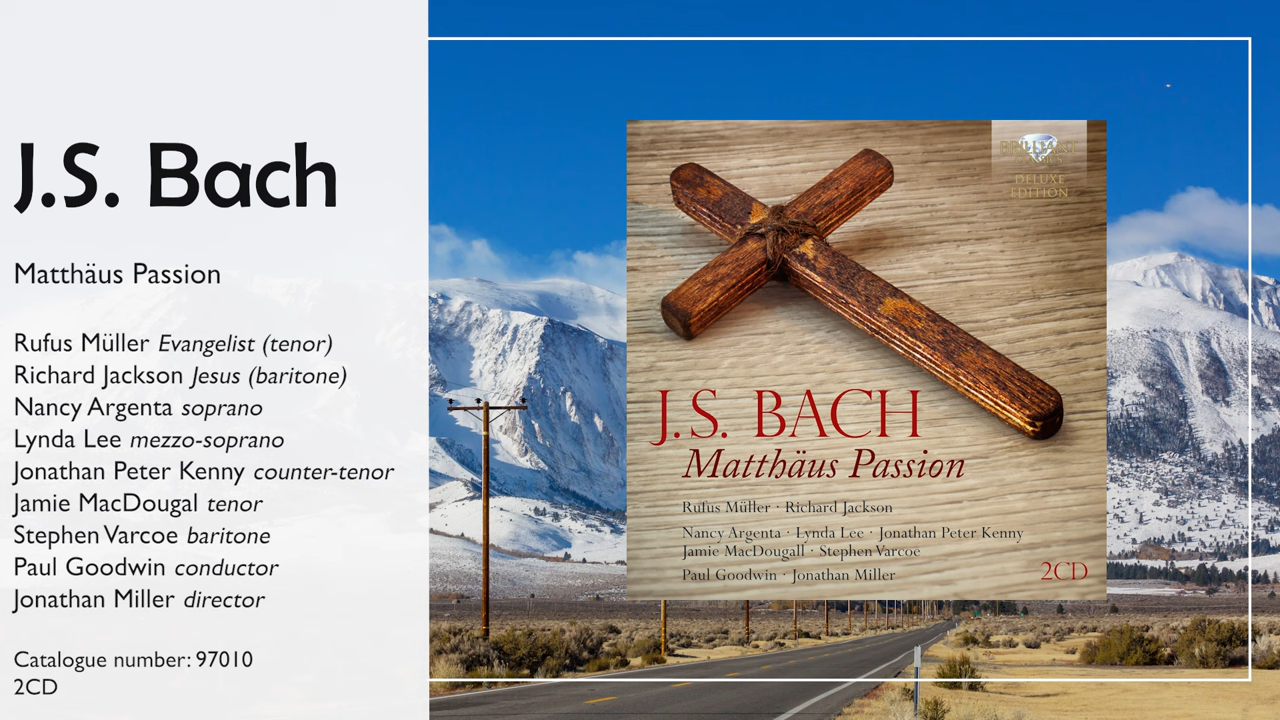 J.S. Bach
Matthäus Passion
Rufus Müller Evangelist (tenor)
Richard Jackson Jesus (baritone)
Nancy Argenta soprano
Lynda Lee mezzo-soprano
Jonathan Peter Kenny counter-tenor
Jamie MacDougal tenor
Stephen Varcoe baritone
Paul Goodwin conductor
Jonathan Miller director
Catalogue number: 97010
2CD
BRILLIANT
CLASSICS
DELUXE
EDITION
J.S. BACH
Matthäus Passion
Rufus Müller · Richard Jackson
Nancy Argenta · Lynda Lee · Jonathan Peter Kenny
Jamie MacDougall · Stephen Varcoe
Paul Goodwin · Jonathan Miller
2CD